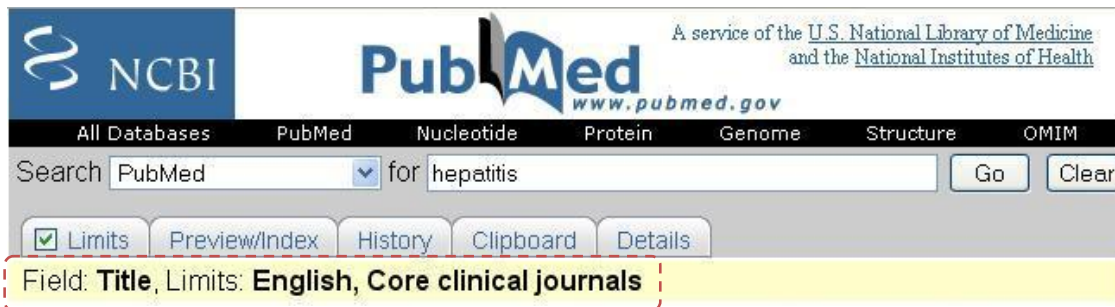 NCBI
PubMed
www.pubmed.gov
A service of the U.S. National Library of Medicine
and the National Institutes of Health
All Databases PubMed Nucleotide Protein Genome Structure OMIM
Search PubMed for hepatitis Go Clear
Limits Preview/Index History Clipboard Details
Field: Title, Limits: English, Core clinical journals